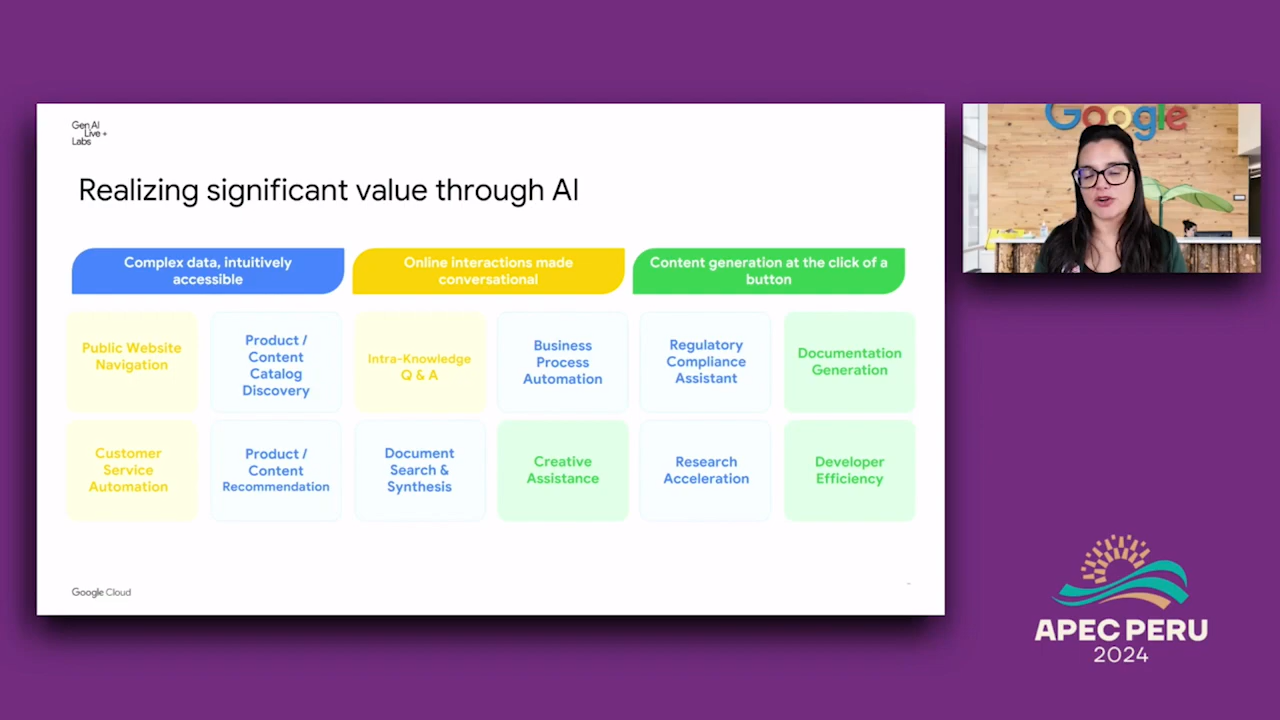 Gen AI
Live +
Labs
Realizing significant value through AI
Complex data, intuitively
accessible
Online interactions made
conversational
Content generation at the click of a
button
Public Website
Navigation
Product /
Content
Catalog
Discovery
Intra-Knowledge
Q & A
Business
Process
Automation
Regulatory
Compliance
Assistant
Documentation
Generation
Customer
Service
Automation
Product /
Content
Recommendation
Document
Search &
Synthesis
Creative
Assistance
Research
Acceleration
Developer
Efficiency
Google Cloud
Google
APEC PERU
2024